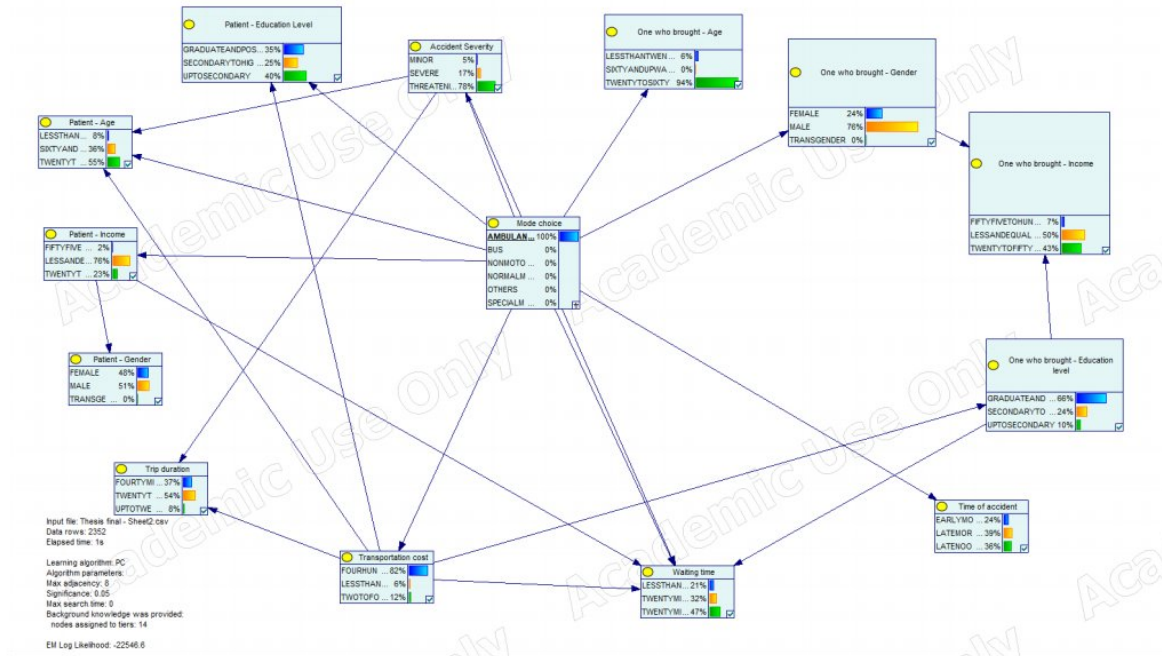 Patient - Education Level
GRADUATEANDPOS... 35%
SECONDARYTOHIG... 25%
UPTOSECONDARY 40%
Accident Severity
MINOR 5%
SEVERE 17%
THREATENI... 78%
One who brought - Age
LESSTHANTWEN ... 6%
SIXTYANDUPWA... 0%
TWENTYTOSIXTY 94%
One who brought - Gender
FEMALE 24%
MALE 76%
TRANSGENDER 0%
Patient - Age
LESSTHAN... 8%
SIXTYAND ... 36%
TWENTYT ... 55%
One who brought - Income
FIFTYFIVETOHUN... 7%
LESSANDEQUAL ... 50%
TWENTYTOFIFTY ... 43%
Mode choice
AMBULAN... 100%
BUS 0%
NONMOTO ... 0%
NORMALM ... 0%
OTHERS 0%
SPECIALM ... 0%
Patient - Income
FIFTYFIVE ... 2%
LESSANDE... 76%
TWENTYT ... 23%
Patient - Gender
FEMALE 48%
MALE 51%
TRANSGE ... 0%
One who brought - Education
level
GRADUATEAND ... 66%
SECONDARYTO ... 24%
UPTOSECONDARY 10%
Trip duration
FOURTYMI ... 37%
TWENTYT ... 54%
UPTOTWE ... 8%
Time of accident
EARLYMO ... 24%
LATEMOR ... 39%
LATENOO ... 36%
Transportation cost
FOURHUN ... 82%
LESSTHAN... 6%
TWOTOFO ... 12%
Waiting time
LESSTHAN... 21%
TWENTYMI... 32%
TWENTYMI... 47%
Input file: Thesis final - Sheet2.csv
Data rows: 2352
Elapsed time: 1s
Learning algorithm: PC
Algorithm parameters:
Max adjacency: 8
Significance: 0.05
Max search time: 0
Background knowledge was provided:
nodes assigned to tiers: 14
EM Log Likelihood: -22546.6
Academic Use Only
Academic Use Only
Academic Use Only
Academic Use Only